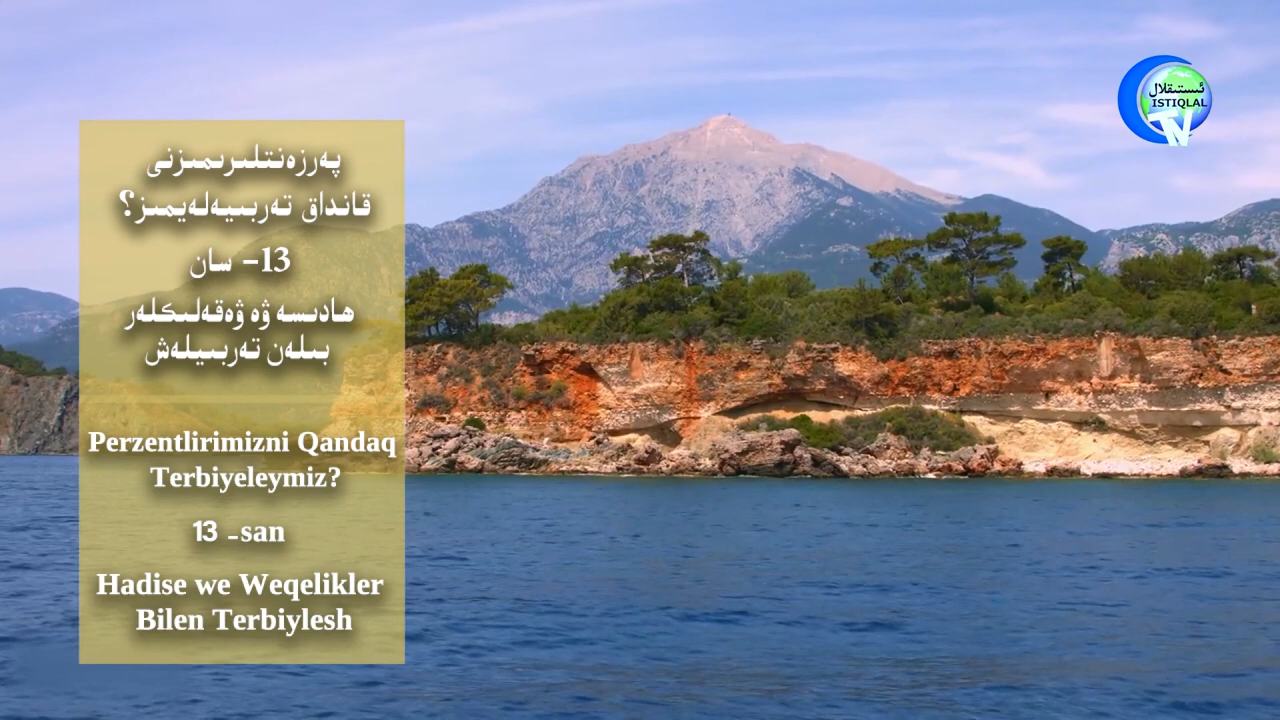 پەرزەنتلىرىمىزنى
قانداق تەربىيەلەيمىز؟
13- سان
ھادىسە ۋە ۋەقەلىكلەر
بىلەن تەربىيىلەش
Perzentlirimizni Qandaq
Terbiyeleymiz?
13 -san
Hadise we Weqelikler
Bilen Terbiylesh
ئىستىقلال
ISTIQLAL
TV